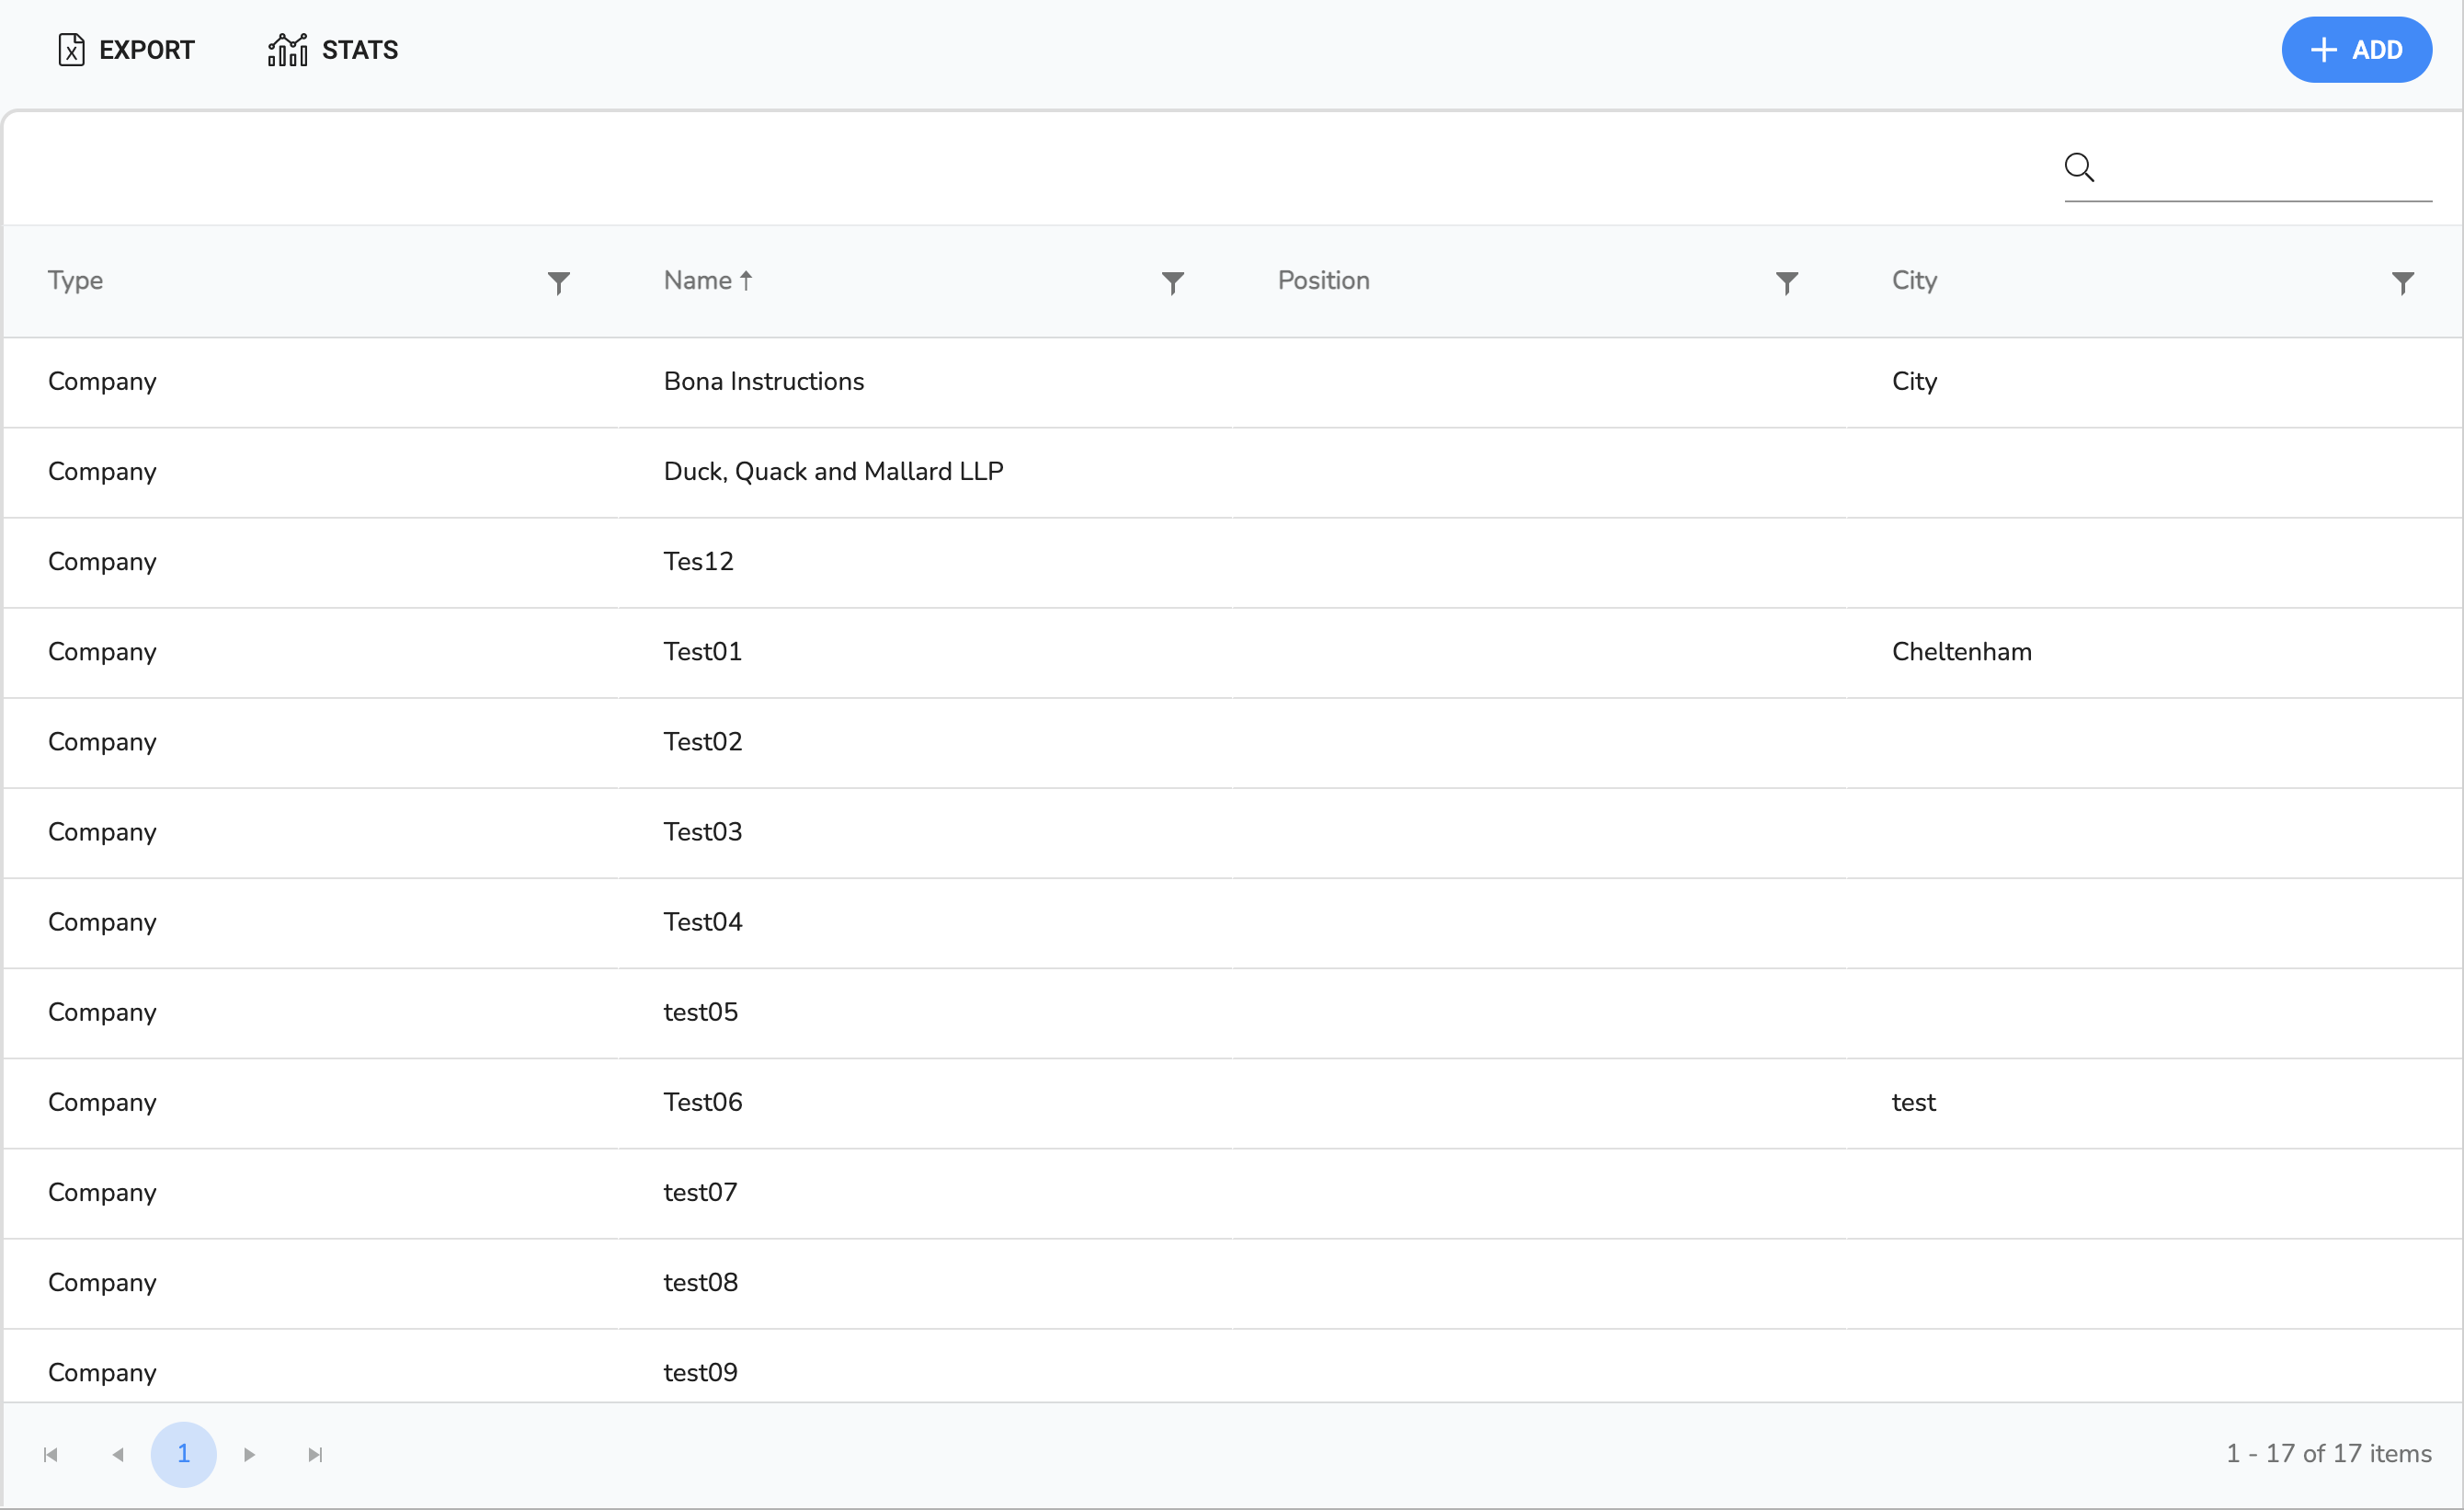 EXPORT STATS + ADD
Type Name ↑ Position City
Company Bona Instructions City
Company Duck, Quack and Mallard LLP
Company Tes12
Company Test01 Cheltenham
Company Test02
Company Test03
Company Test04
Company test05
Company Test06 test
Company test07
Company test08
Company test09
1 1 - 17 of 17 items